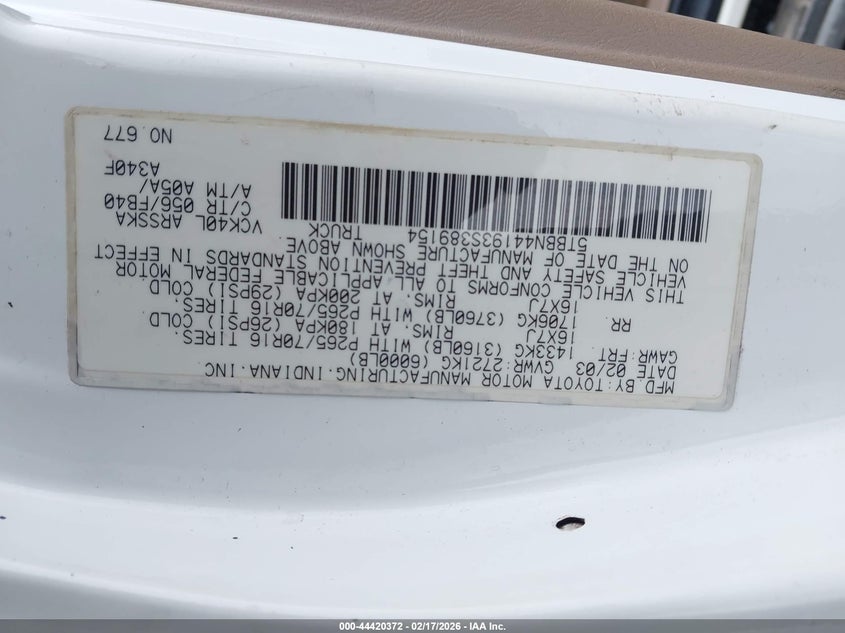 MFD.BY:TOYOTA MOTOR MANUFACTURING.INDIANA.INC
DATE 02/03 GVWR:2721KG (6000LB)
GAWR:FRT. 1433KG (3160LB) WITH P265/70R16 TIRES.
16X7J RIMS. AT 180KPA (26PSI) COLD
RR. 1706KG (3760LB) WITH P265/70R16 TIRES.
16X7J RIMS. AT 200KPA (29PSI) COLD
THIS VEHICLE CONFORMS TO ALL APPLICABLE FEDERAL MOTOR
VEHICLE SAFETY AND THEFT PREVENTION STANDARDS IN EFFECT
ON THE DATE OF MANUFACTURE SHOWN ABOVE.
5TBBN44193S389154 TRUCK
VCK40L ARSSKA
C/TR 056/FB40
A/TM A05A/
A340F
NO.677
000-44420372 - 02/17/2026 - IAA Inc.